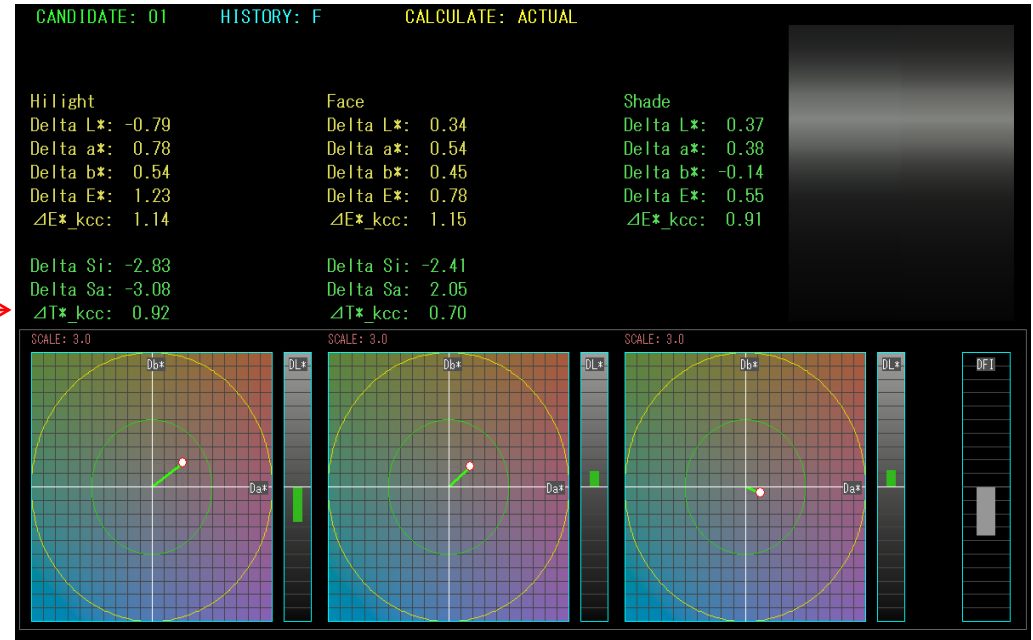 CANDIDATE: 01 HISTORY: F CALCULATE: ACTUAL
Hilight Face Shade
Delta L*: -0.79 Delta L*: 0.34 Delta L*: 0.37
Delta a*: 0.78 Delta a*: 0.54 Delta a*: 0.38
Delta b*: 0.54 Delta b*: 0.45 Delta b*: -0.14
Delta E*: 1.23 Delta E*: 0.78 Delta E*: 0.55
⊿E*_kcc: 1.14 ⊿E*_kcc: 1.15 ⊿E*_kcc: 0.91
Delta Si: -2.83 Delta Si: -2.41
Delta Sa: -3.08 Delta Sa: 2.05
⊿T*_kcc: 0.92 ⊿T*_kcc: 0.70
SCALE: 3.0 SCALE: 3.0 SCALE: 3.0
Db* DL* Db* DL* Db* DL* DFI
Da* Da* Da*